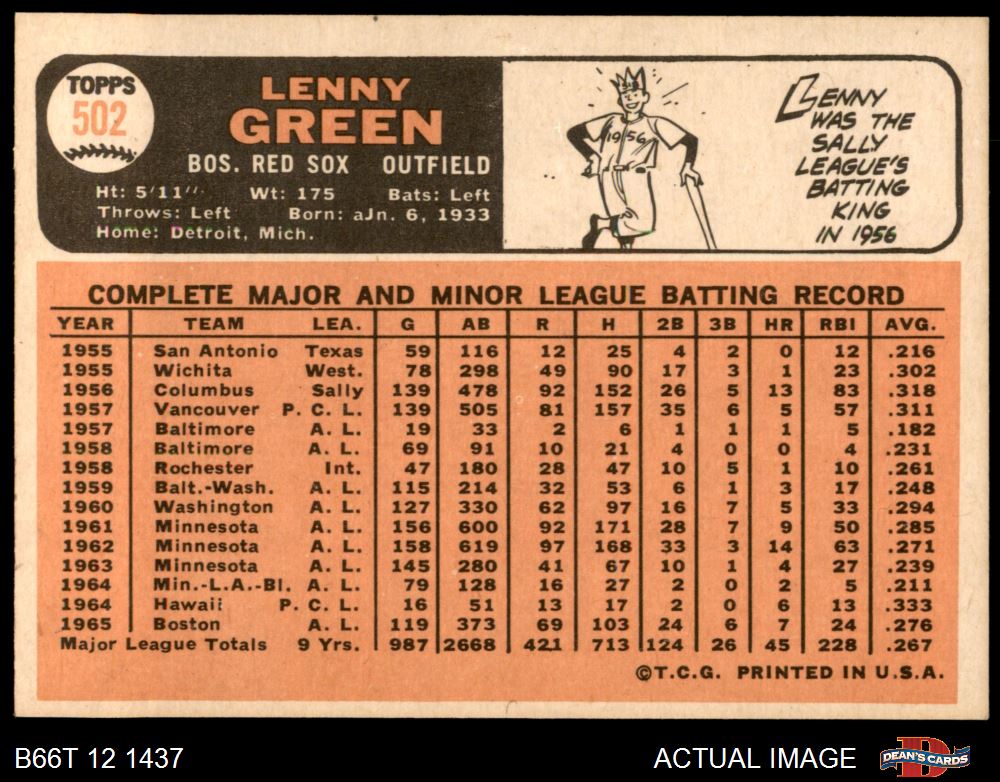 TOPPS
502
LENNY
GREEN
BOS. RED SOX OUTFIELD
Ht: 5'11" Wt: 175 Bats: Left
Throws: Left Born: aJn. 6, 1933
Home: Detroit, Mich.
1956
LENNY
WAS THE
SALLY
LEAGUE'S
BATTING
KING
IN 1956
COMPLETE MAJOR AND MINOR LEAGUE BATTING RECORD
YEAR TEAM LEA. G AB R H 2B 3B HR RBI AVG.
1955 San Antonio Texas 59 116 12 25 4 2 0 12 .216
1955 Wichita West. 78 298 49 90 17 3 1 23 .302
1956 Columbus Sally 139 478 92 152 26 5 13 83 .318
1957 Vancouver P. C. L. 139 505 81 157 35 6 5 57 .311
1957 Baltimore A. L. 19 33 2 6 1 1 1 5 .182
1958 Baltimore A. L. 69 91 10 21 4 0 0 4 .231
1958 Rochester Int. 47 180 28 47 10 5 1 10 .261
1959 Balt.-Wash. A. L. 115 214 32 53 6 1 3 17 .248
1960 Washington A. L. 127 330 62 97 16 7 5 33 .294
1961 Minnesota A. L. 156 600 92 171 28 7 9 50 .285
1962 Minnesota A. L. 158 619 97 168 33 3 14 63 .271
1963 Minnesota A. L. 145 280 41 67 10 1 4 27 .239
1964 Min.-L.A.-Bl. A. L. 79 128 16 27 2 0 2 5 .211
1964 Hawaii P. C. L. 16 51 13 17 2 0 6 13 .333
1965 Boston A. L. 119 373 69 103 24 6 7 24 .276
Major League Totals 9 Yrs. 987 2668 421 713 124 26 45 228 .267
©T.C.G. PRINTED IN U.S.A.
B66T 12 1437 ACTUAL IMAGE
DEAN'S CARDS